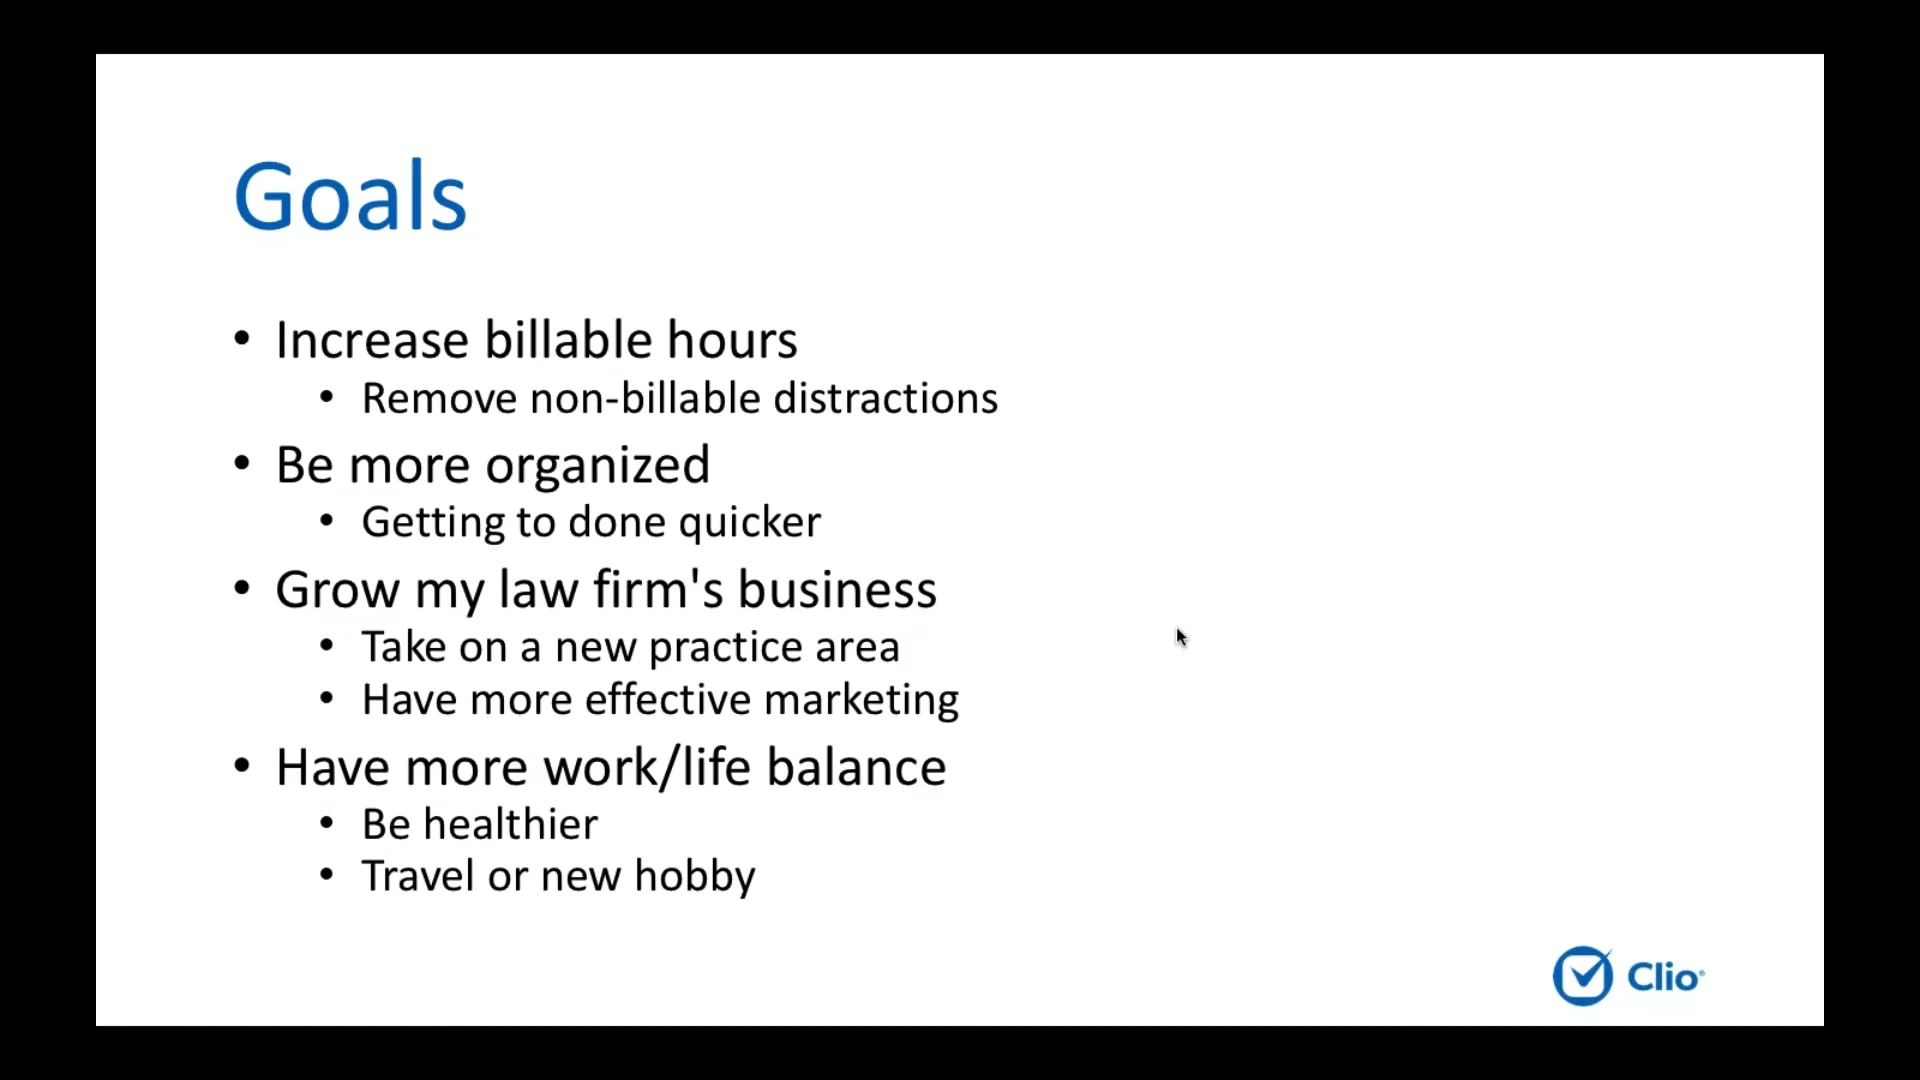 Goals
• Increase billable hours
• Remove non-billable distractions
• Be more organized
• Getting to done quicker
• Grow my law firm's business
• Take on a new practice area
• Have more effective marketing
• Have more work/life balance
• Be healthier
• Travel or new hobby
Clio®